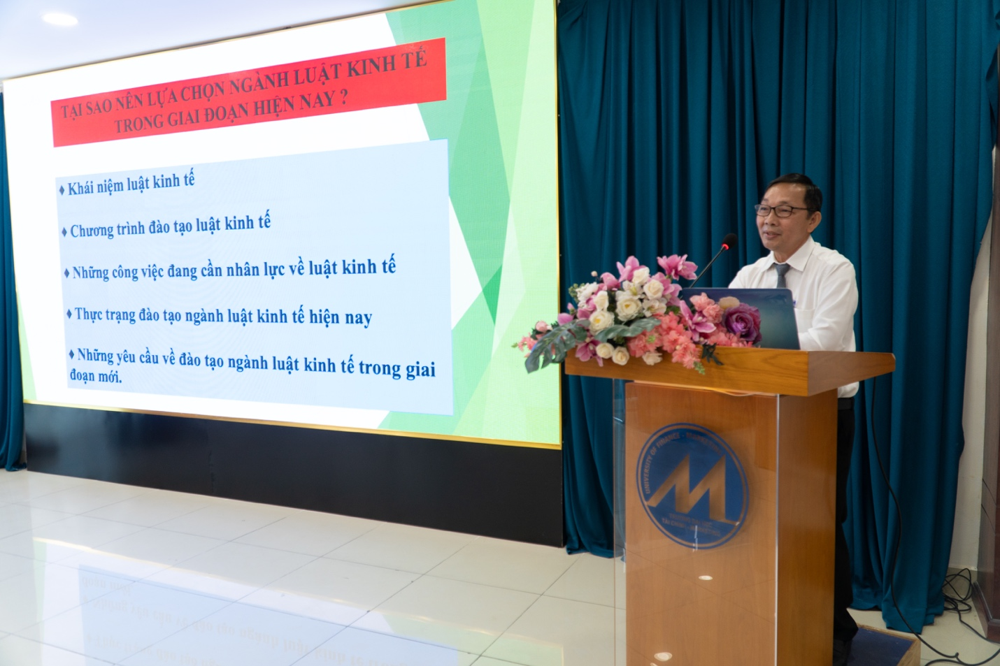 TẠI SAO NÊN LỰA CHỌN NGÀNH LUẬT KINH TẾ
TRONG GIAI ĐOẠN HIỆN NAY ?
♦ Khái niệm luật kinh tế
♦ Chương trình đào tạo luật kinh tế
♦ Những công việc đang cần nhân lực về luật kinh tế
♦ Thực trạng đào tạo ngành luật kinh tế hiện nay
♦ Những yêu cầu về đào tạo ngành luật kinh tế trong giai
đoạn mới.
UNIVERSITY OF FINANCE - MARKETING
TRƯỜNG ĐẠI HỌC
TÀI CHÍNH - MARKETING